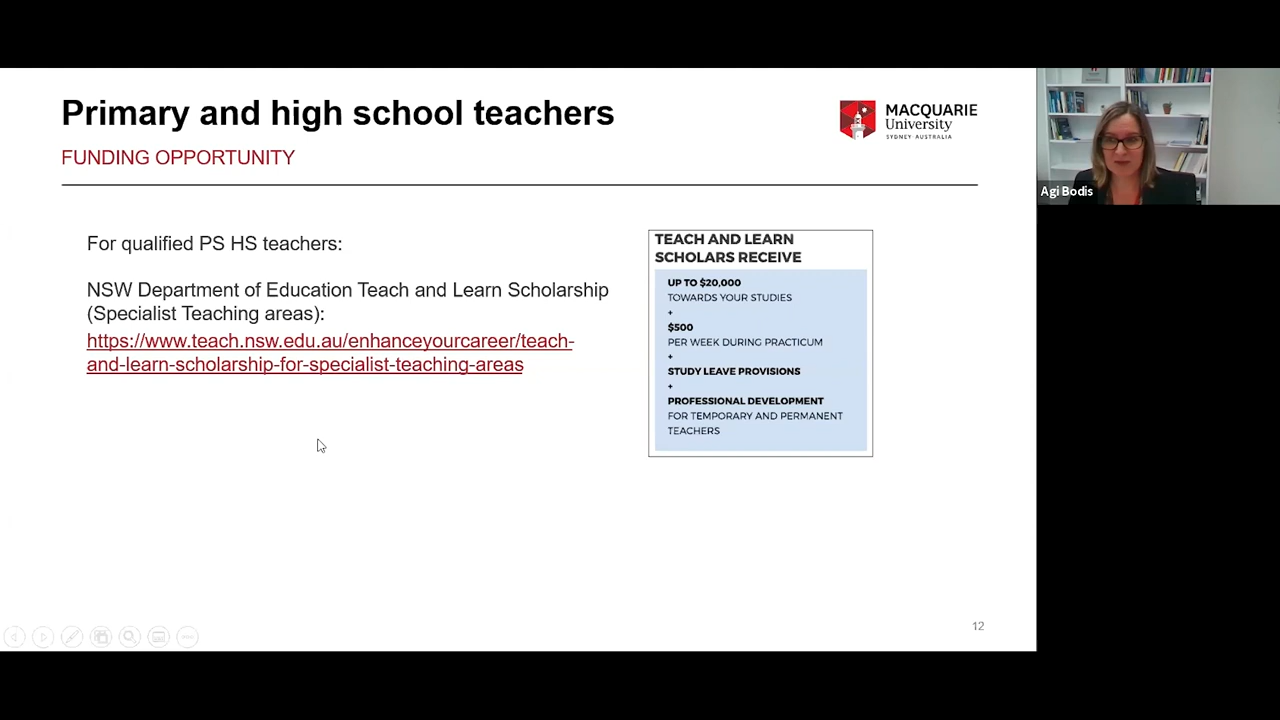 Primary and high school teachers
FUNDING OPPORTUNITY
MACQUARIE
University
SYDNEY · AUSTRALIA
Agi Bodis
For qualified PS HS teachers:
NSW Department of Education Teach and Learn Scholarship
(Specialist Teaching areas):
https://www.teach.nsw.edu.au/enhanceyourcareer/teach-
and-learn-scholarship-for-specialist-teaching-areas
TEACH AND LEARN
SCHOLARS RECEIVE
UP TO $20,000
TOWARDS YOUR STUDIES
+
$500
PER WEEK DURING PRACTICUM
+
STUDY LEAVE PROVISIONS
+
PROFESSIONAL DEVELOPMENT
FOR TEMPORARY AND PERMANENT
TEACHERS
12